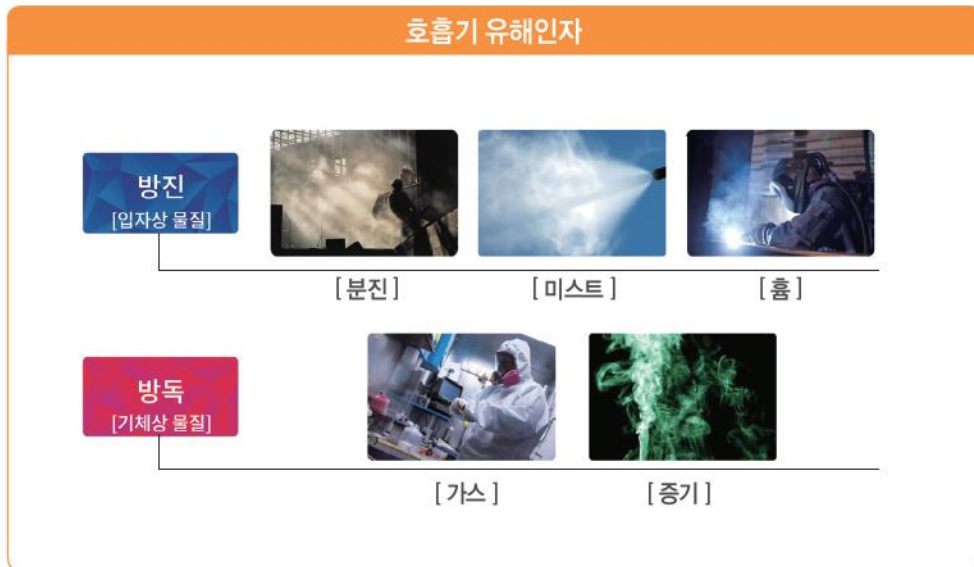 호흡기 유해인자
방진
[입자상 물질]
[분진]
[미스트]
[흄]
방독
[기체상 물질]
[가스]
[증기]